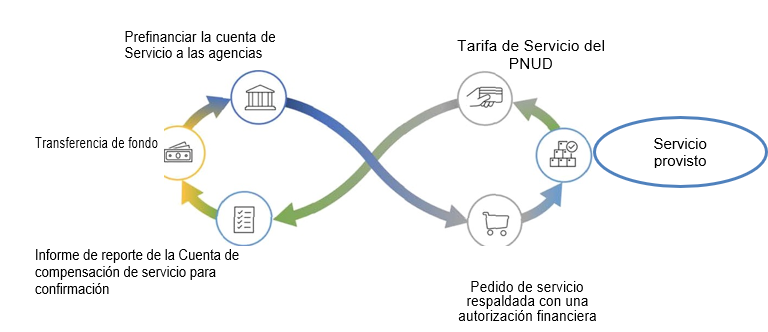 Prefinanciar la cuenta de
Servicio a las agencias
Tarifa de Servicio del
PNUD
Transferencia de fondo
Servicio
provisto
Informe de reporte de la Cuenta de
compensación de servicio para
confirmación
Pedido de servicio
respaldada con una
autorización financiera